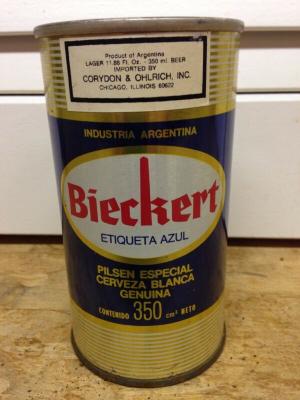 Product of Argentina
LAGER 11.86 Fl. Oz. - 350 ml. BEER
IMPORTED BY
CORYDON & OHLRICH, INC.
CHICAGO, ILLINOIS 60622
INDUSTRIA ARGENTINA
Bieckert
ETIQUETA AZUL
PILSEN ESPECIAL
CERVEZA BLANCA
GENUINA
CONTENIDO 350 cm³ NETO